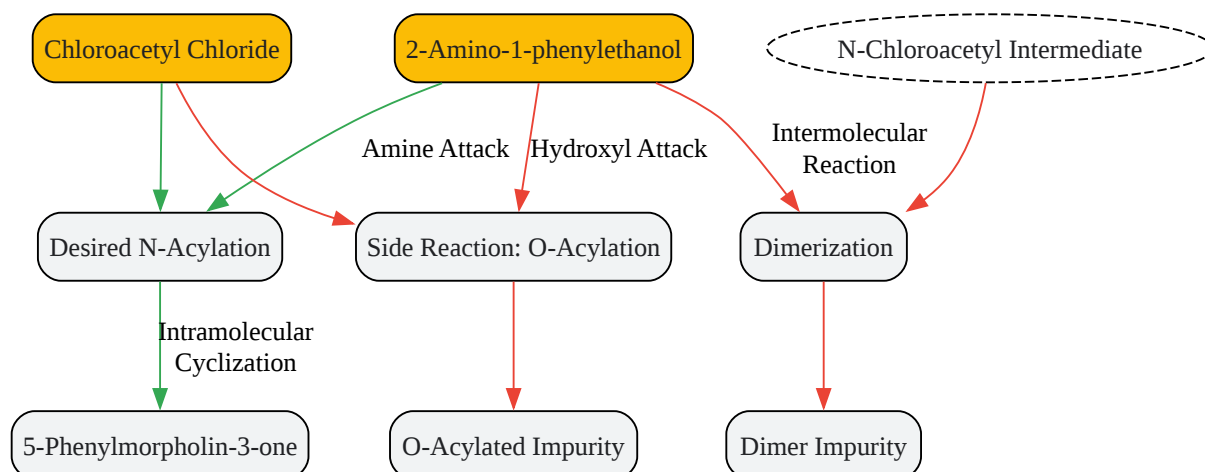 Chloroacetyl Chloride
2-Amino-1-phenylethanol
N-Chloroacetyl Intermediate
Amine Attack
Hydroxyl Attack
Intermolecular
Reaction
Desired N-Acylation
Side Reaction: O-Acylation
Dimerization
Intramolecular
Cyclization
5-Phenylmorpholin-3-one
O-Acylated Impurity
Dimer Impurity